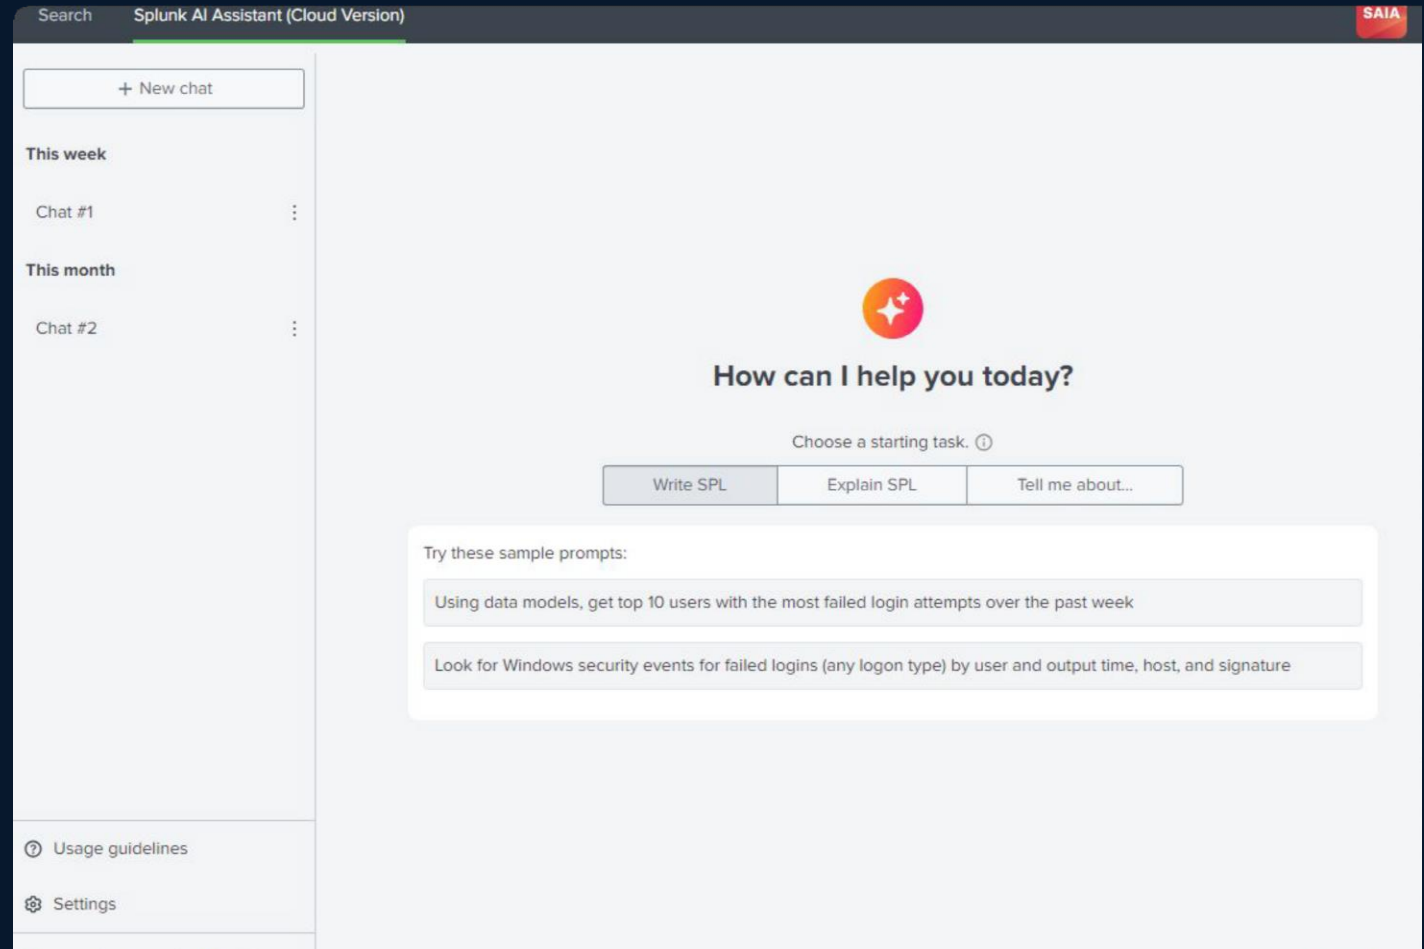 Search
Splunk AI Assistant (Cloud Version)
SAIA
+ New chat
This week
Chat #1
This month
Chat #2
How can I help you today?
Choose a starting task.
Write SPL
Explain SPL
Tell me about...
Try these sample prompts:
Using data models, get top 10 users with the most failed login attempts over the past week
Look for Windows security events for failed logins (any logon type) by user and output time, host, and signature
Usage guidelines
Settings